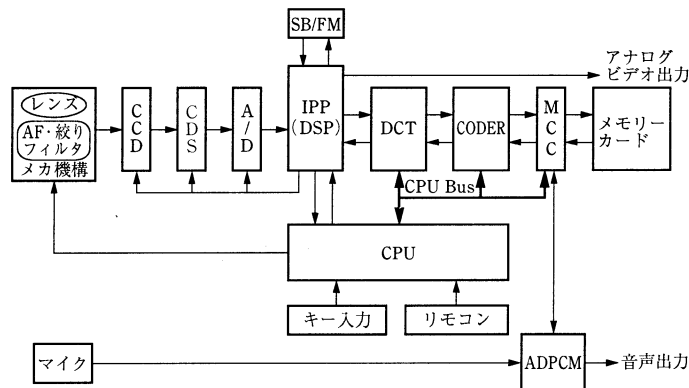 SB/FM
アナログ
ビデオ出力
レンズ
AF・絞り
フィルタ
メカ機構
CCD
CDS
A/D
IPP
(DSP)
DCT
CODER
MCC
メモリー
カード
CPU Bus
CPU
キー入力
リモコン
マイク
ADPCM
音声出力